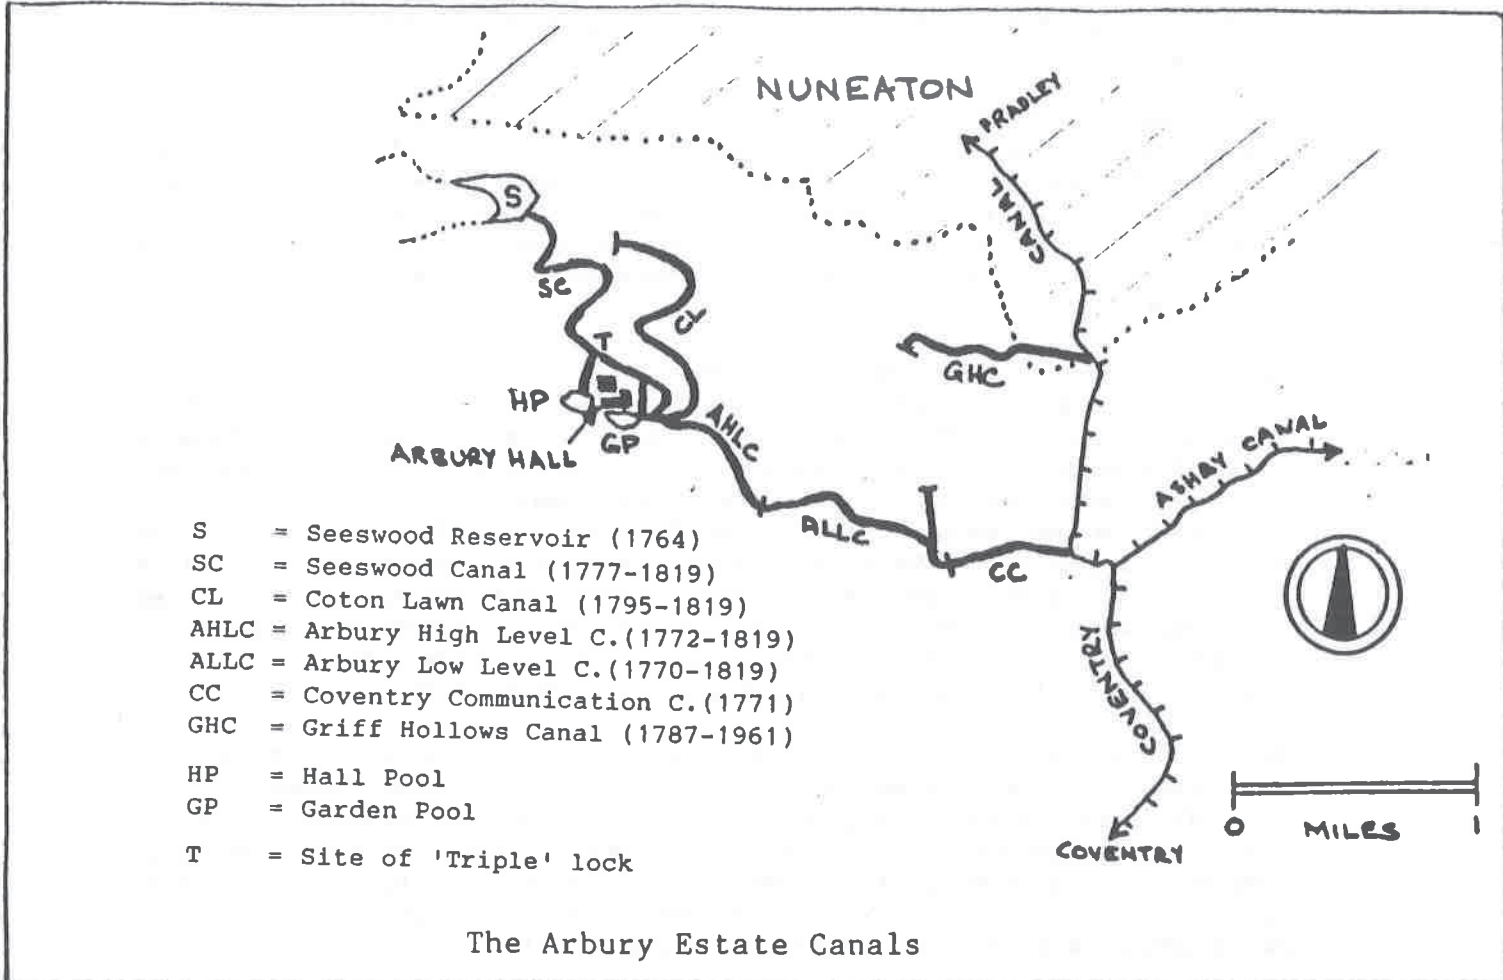 NUNEATON
PRADLEY
CANAL
S
SC
CL
T
GHC
HP
GP
AHLC
ARBURY HALL
ASHBY CANAL
ALLC
CC
COVENTRY
COVENTRY
0 MILES 1
S = Seeswood Reservoir (1764)
SC = Seeswood Canal (1777-1819)
CL = Coton Lawn Canal (1795-1819)
AHLC = Arbury High Level C.(1772-1819)
ALLC = Arbury Low Level C.(1770-1819)
CC = Coventry Communication C.(1771)
GHC = Griff Hollows Canal (1787-1961)
HP = Hall Pool
GP = Garden Pool
T = Site of 'Triple' lock
The Arbury Estate Canals